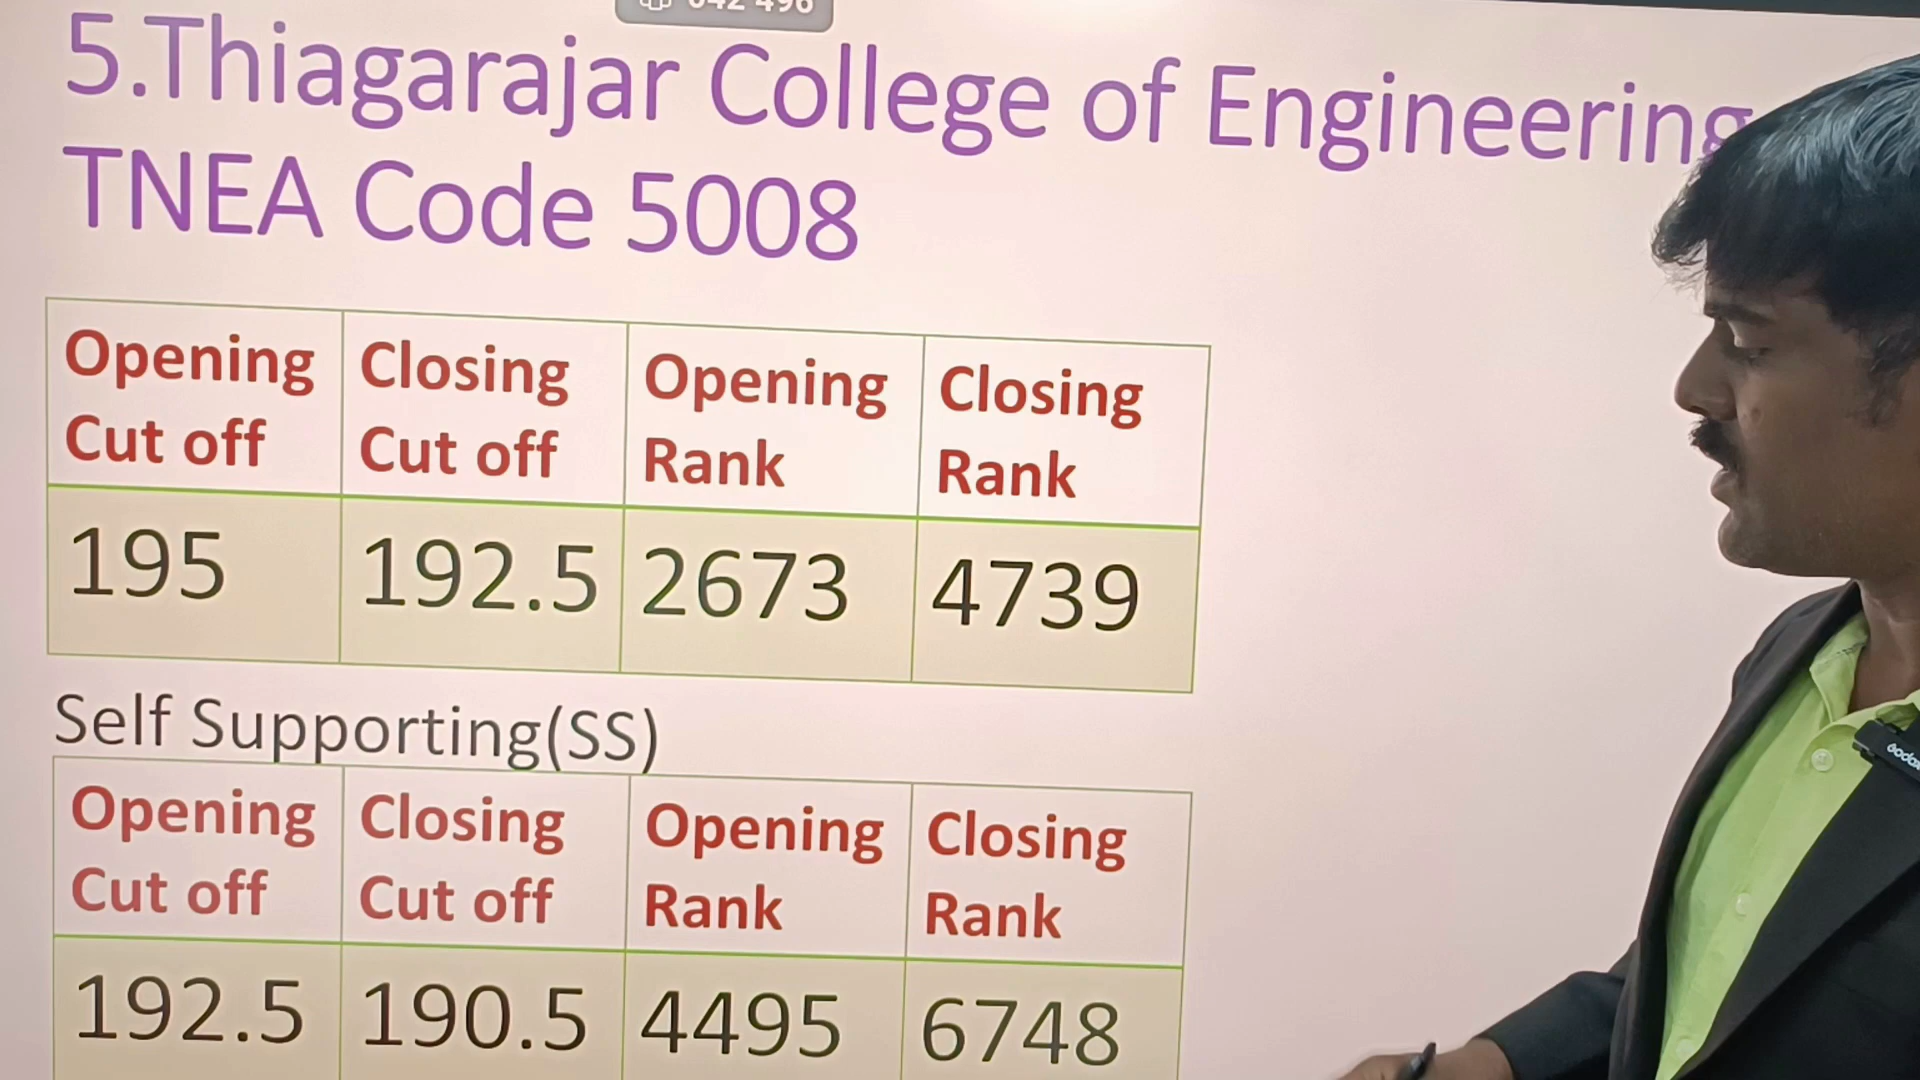 5.Thiagarajar College of Engineering
TNEA Code 5008
Opening Cut off Closing Cut off Opening Rank Closing Rank
195 192.5 2673 4739
Self Supporting(SS)
Opening Cut off Closing Cut off Opening Rank Closing Rank
192.5 190.5 4495 6748
Godox